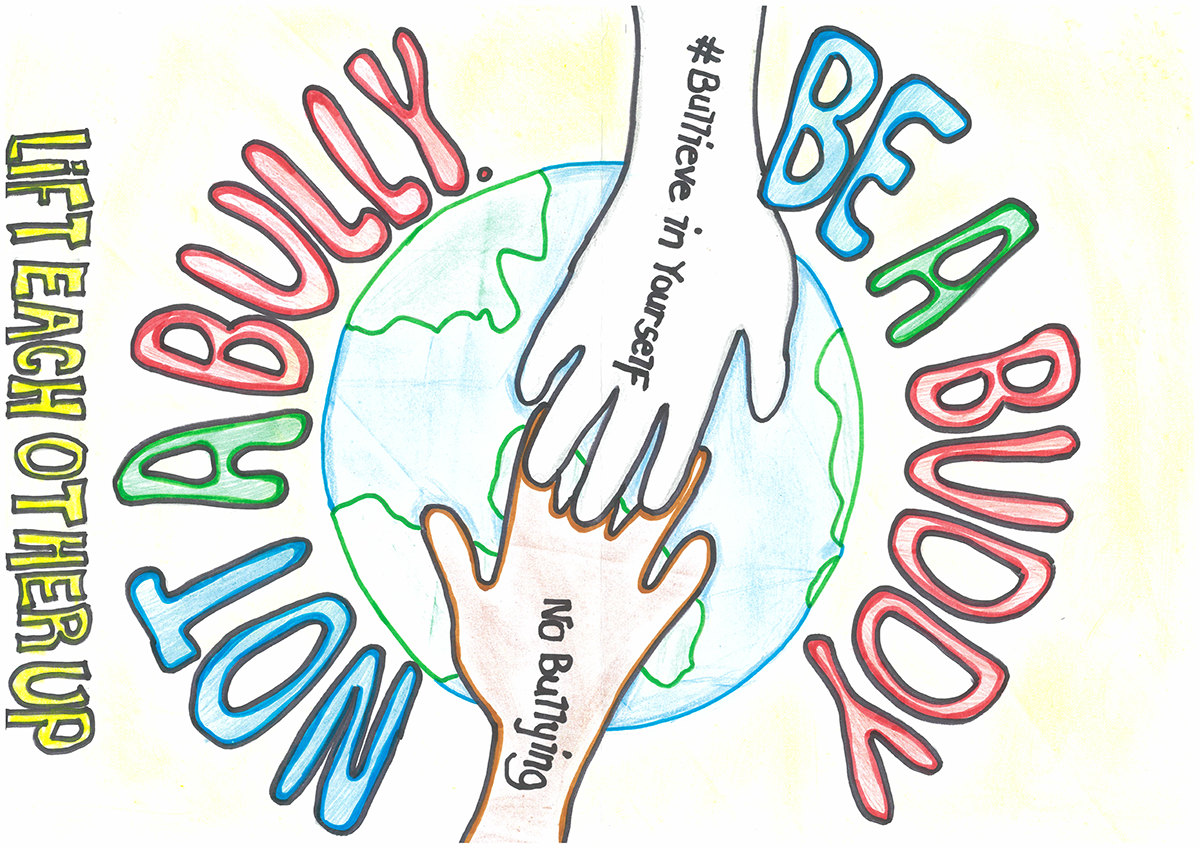 BE A BUDDY
#Bullieve in Yourself
No Bullying
NOT A BULLY.
LiFT EACH OTHER UP